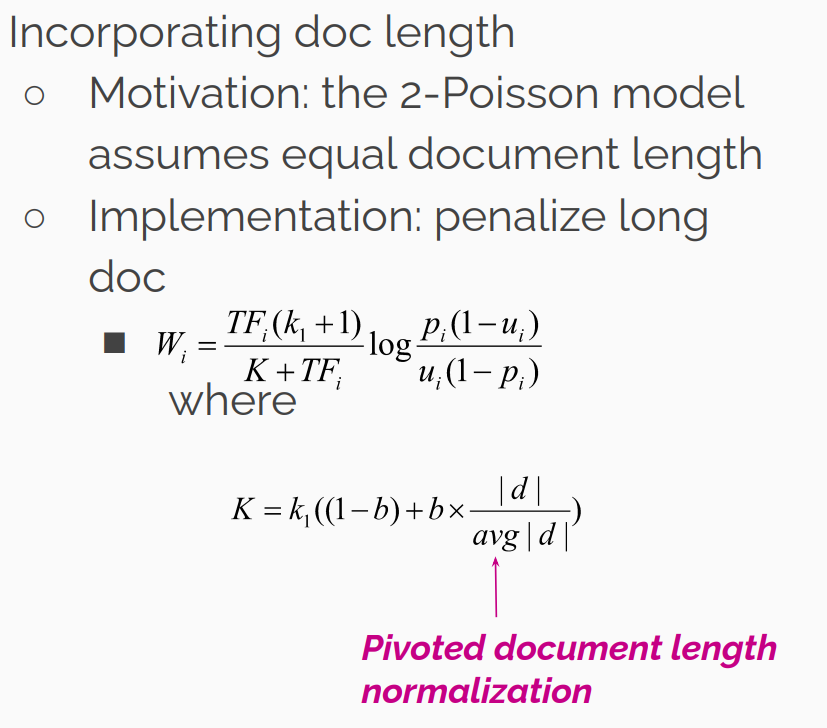 Incorporating doc length
○ Motivation: the 2-Poisson model
assumes equal document length
○ Implementation: penalize long
doc
■ W_i = \frac{TF_i(k_1+1)}{K+TF_i} \log \frac{p_i(1-u_i)}{u_i(1-p_i)}
where
K = k_1((1-b)+b×\frac{|d|}{avg|d|})
Pivoted document length
normalization